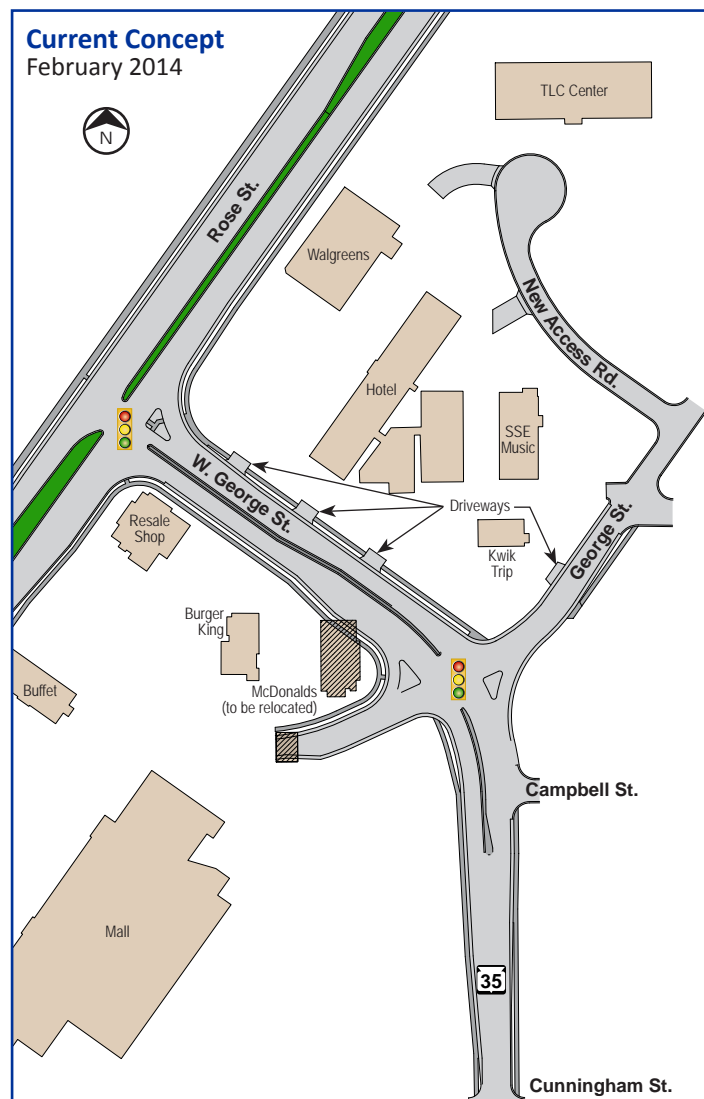 Current Concept
February 2014
N
TLC Center
Rose St.
Walgreens
New Access Rd.
Hotel
SSE
Music
W. George St.
Driveways
George St.
Resale
Shop
Kwik
Trip
Burger
King
McDonalds
(to be relocated)
Buffet
Campbell St.
Mall
35
Cunningham St.